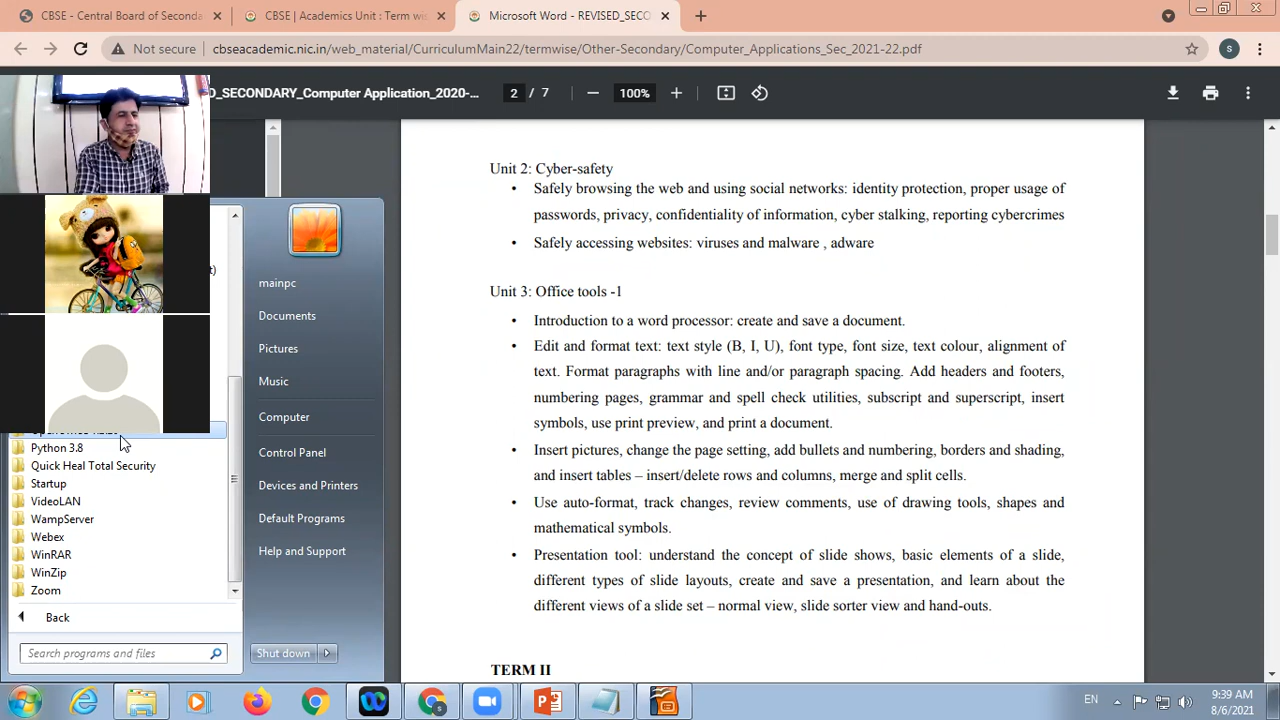 CBSE - Central Board of Seconda
CBSE | Academics Unit : Term wis
Microsoft Word - REVISED_SECO
Not secure
cbseacademic.nic.in/web_material/CurriculumMain22/termwise/Other-Secondary/Computer_Applications_Sec_2021-22.pdf
S
D_SECONDARY_Computer Application_2020-...
2 / 7
100%
Unit 2: Cyber-safety
• Safely browsing the web and using social networks: identity protection, proper usage of
passwords, privacy, confidentiality of information, cyber stalking, reporting cybercrimes
• Safely accessing websites: viruses and malware , adware
Unit 3: Office tools -1
• Introduction to a word processor: create and save a document.
• Edit and format text: text style (B, I, U), font type, font size, text colour, alignment of
text. Format paragraphs with line and/or paragraph spacing. Add headers and footers,
numbering pages, grammar and spell check utilities, subscript and superscript, insert
symbols, use print preview, and print a document.
• Insert pictures, change the page setting, add bullets and numbering, borders and shading,
and insert tables – insert/delete rows and columns, merge and split cells.
• Use auto-format, track changes, review comments, use of drawing tools, shapes and
mathematical symbols.
• Presentation tool: understand the concept of slide shows, basic elements of a slide,
different types of slide layouts, create and save a presentation, and learn about the
different views of a slide set – normal view, slide sorter view and hand-outs.
TERM II
Python 3.8
Quick Heal Total Security
Startup
VideoLAN
WampServer
Webex
WinRAR
WinZip
Zoom
Back
Search programs and files
mainpc
Documents
Pictures
Music
Computer
Control Panel
Devices and Printers
Default Programs
Help and Support
Shut down
EN
9:39 AM
8/6/2021